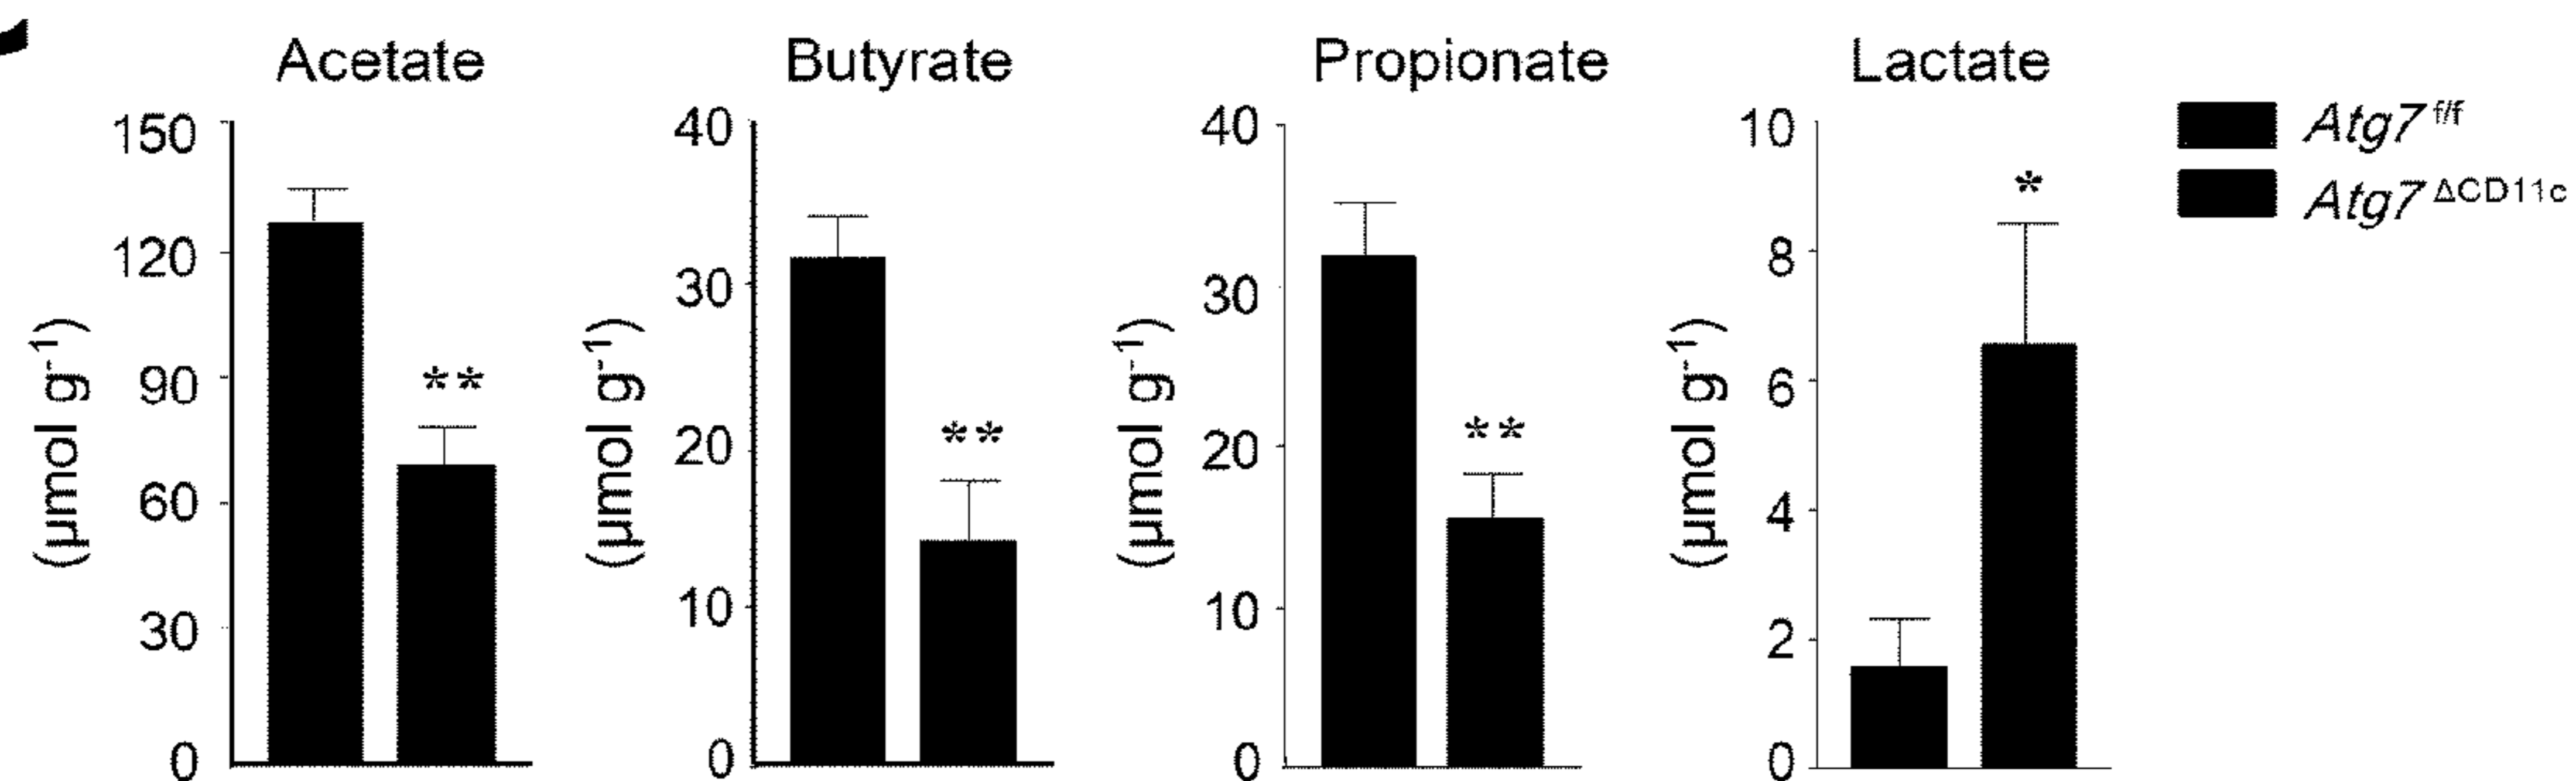 Acetate
150
120
90
60
30
0
(µmol g⁻¹)
**
Butyrate
40
30
20
10
0
(µmol g⁻¹)
**
Propionate
40
30
20
10
0
(µmol g⁻¹)
**
Lactate
10
8
6
4
2
0
(µmol g⁻¹)
*
Atg7 f/f
Atg7 ΔCD11c